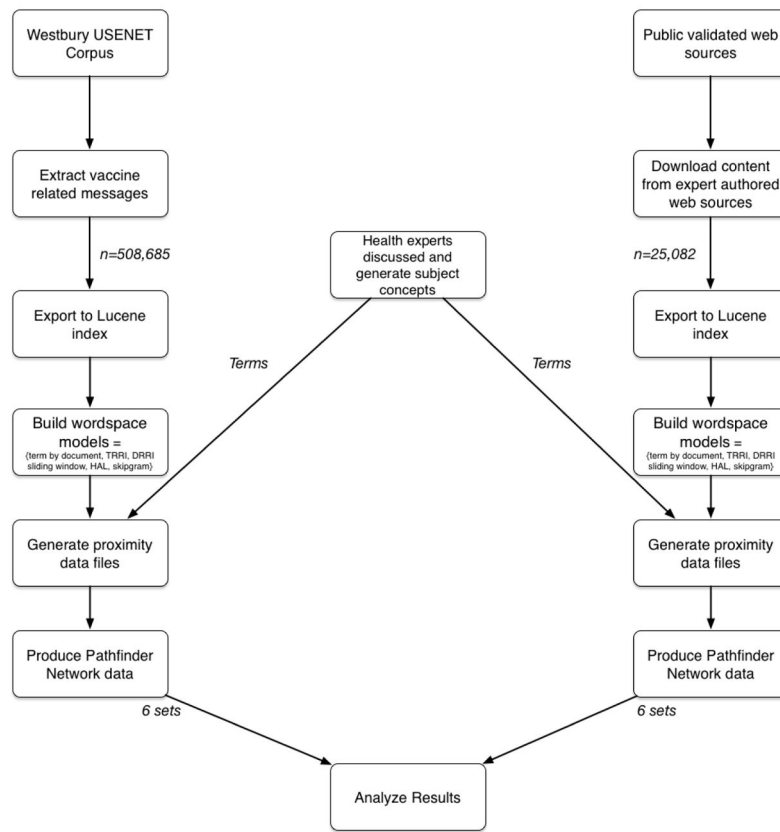 Westbury USENET
Corpus
Public validated web
sources
Extract vaccine
related messages
Download content
from expert authored
web sources
n=508,685
n=25,082
Health experts
discussed and
generate subject
concepts
Export to Lucene
index
Export to Lucene
index
Terms
Terms
Build wordspace
models =
{term by document, TRRI, DRRI
sliding window, HAL, skipgram}
Build wordspace
models =
{term by document, TRRI, DRRI
sliding window, HAL, skipgram}
Generate proximity
data files
Generate proximity
data files
Produce Pathfinder
Network data
Produce Pathfinder
Network data
6 sets
6 sets
Analyze Results